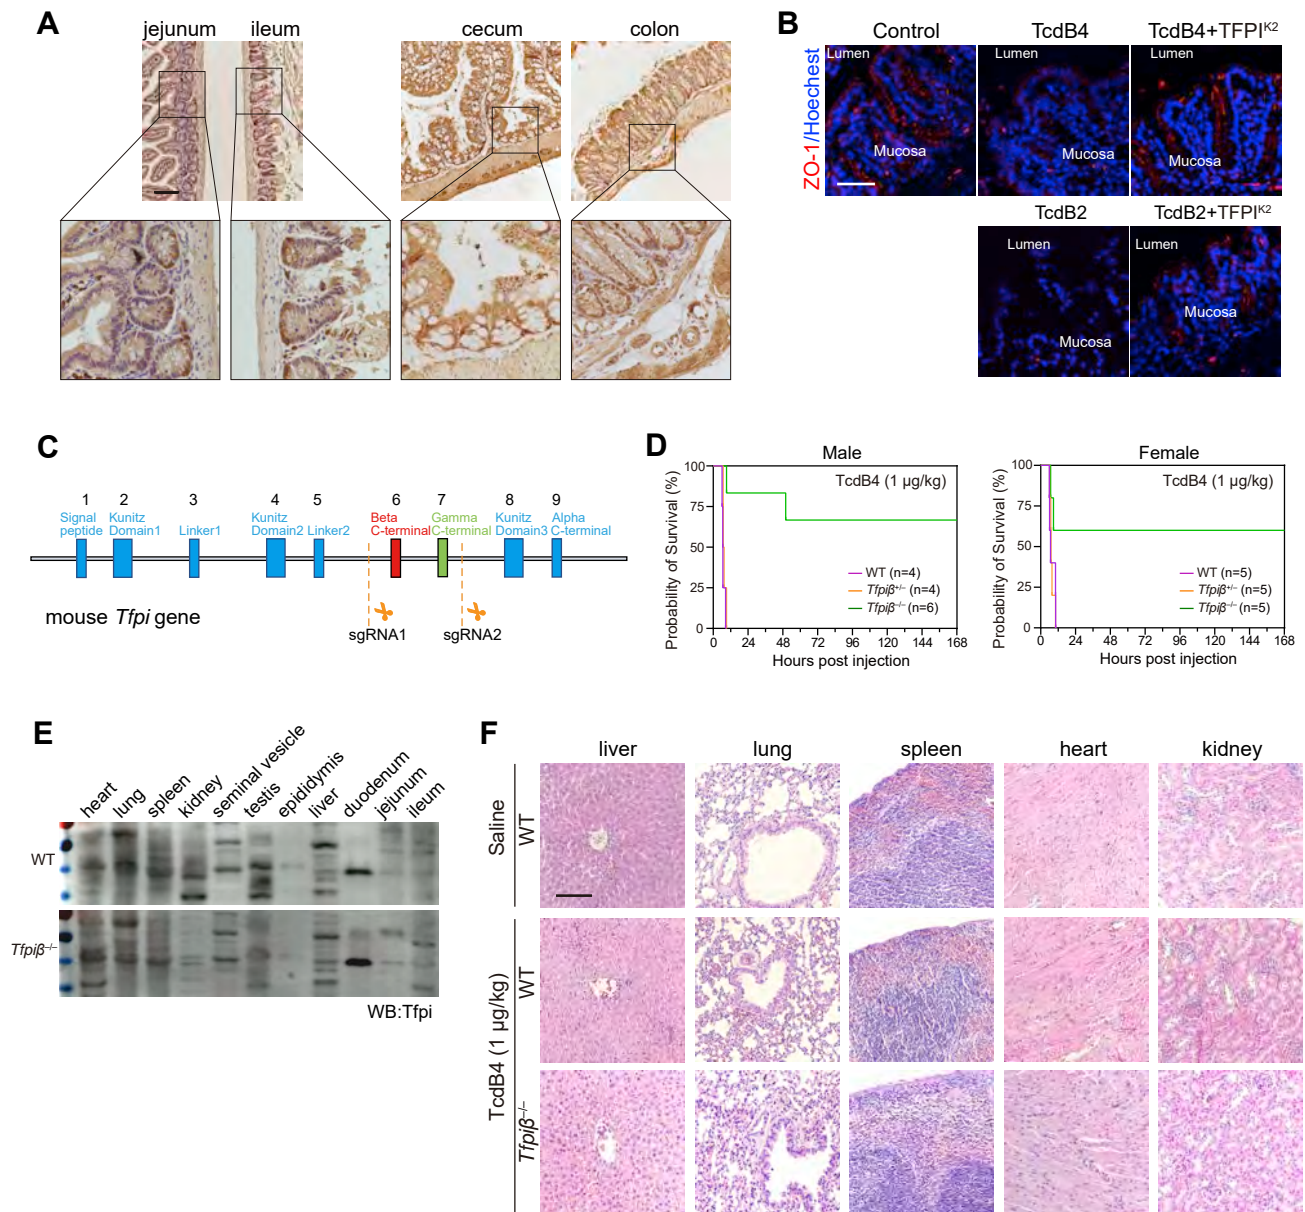 A
jejunum ileum cecum colon
B
Control TcdB4 TcdB4+TFPIᴷ²
ZO-1/Hoechest
Lumen Lumen Lumen
Mucosa Mucosa Mucosa
TcdB2 TcdB2+TFPIᴷ²
Lumen Lumen
Mucosa Mucosa
C
1 2 3 4 5 6 7 8 9
Signal peptide
Kunitz Domain1
Linker1
Kunitz Domain2
Linker2
Beta C-terminal
Gamma C-terminal
Kunitz Domain3
Alpha C-terminal
mouse Tfpi gene
sgRNA1 sgRNA2
D
Male
TcdB4 (1 μg/kg)
Probability of Survival (%)
100
75
50
25
0
WT (n=4)
Tfpiβ⁺/⁻ (n=4)
Tfpiβ⁻/⁻ (n=6)
0 24 48 72 96 120 144 168
Hours post injection
Female
TcdB4 (1 μg/kg)
Probability of Survival (%)
100
75
50
25
0
WT (n=5)
Tfpiβ⁺/⁻ (n=5)
Tfpiβ⁻/⁻ (n=5)
0 24 48 72 96 120 144 168
Hours post injection
E
heart lung spleen kidney seminal vesicle testis epididymis liver duodenum jejunum ileum
WT
Tfpiβ⁻/⁻
WB:Tfpi
F
liver lung spleen heart kidney
Saline
WT
TcdB4 (1 μg/kg)
WT
Tfpiβ⁻/⁻